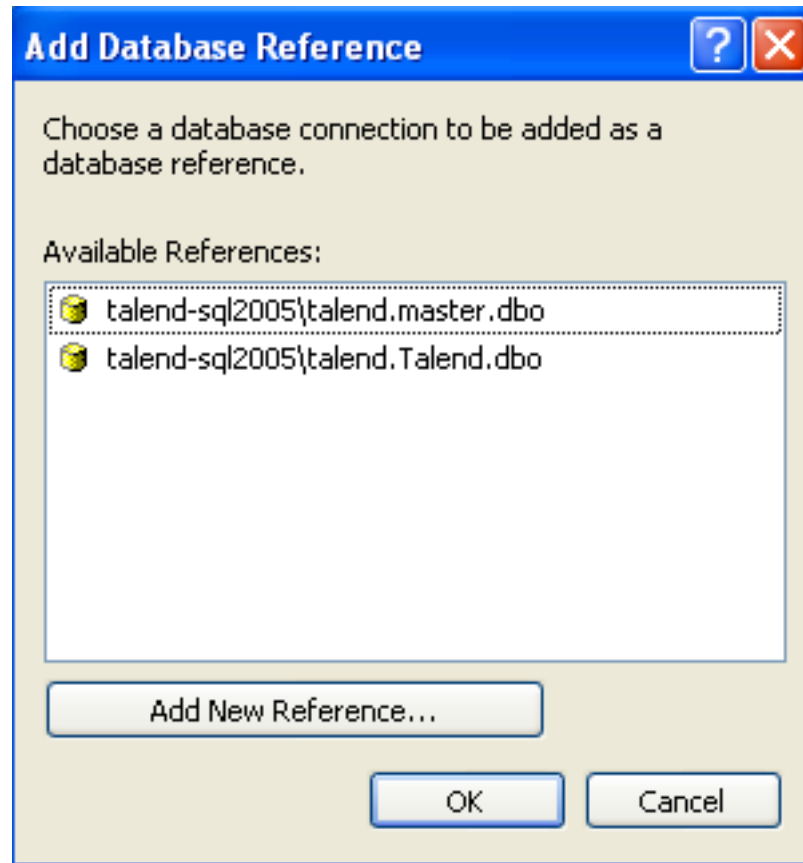 Add Database Reference
Choose a database connection to be added as a
database reference.
Available References:
talend-sql2005\talend.master.dbo
talend-sql2005\talend.Talend.dbo
Add New Reference...
OK
Cancel